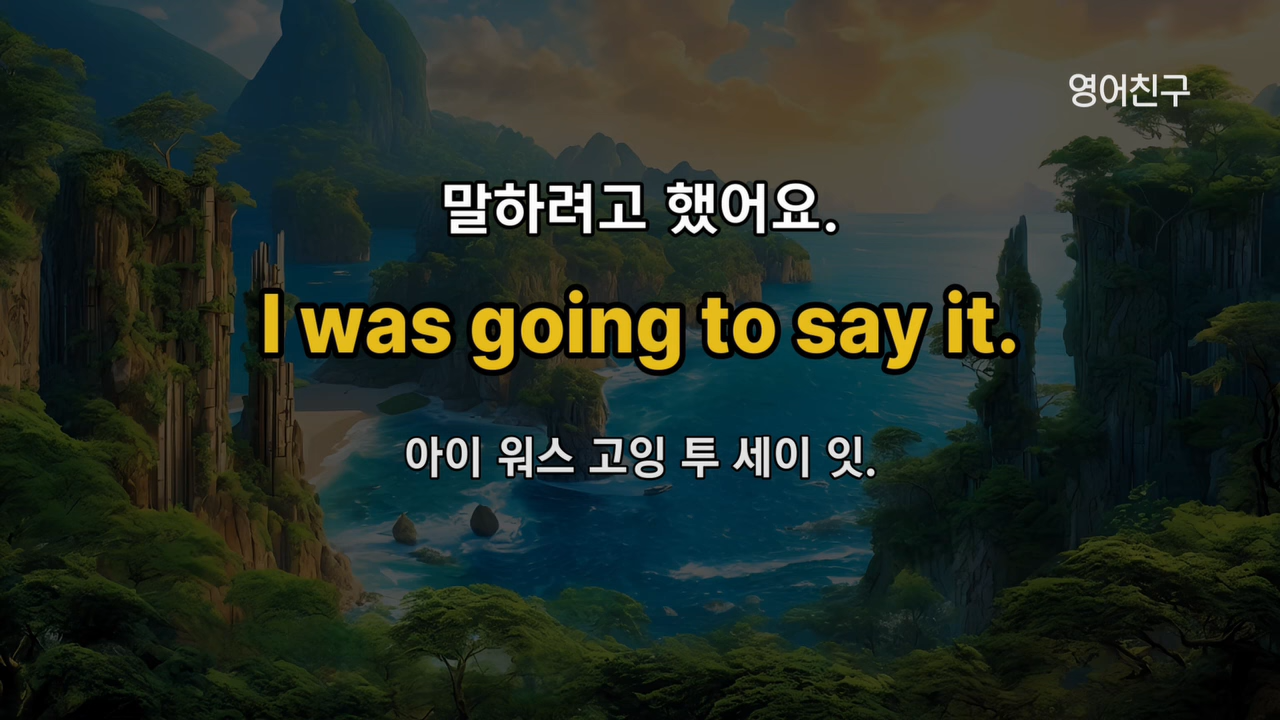 영어친구
말하려고 했어요.
I was going to say it.
아이 워스 고잉 투 세이 잇.